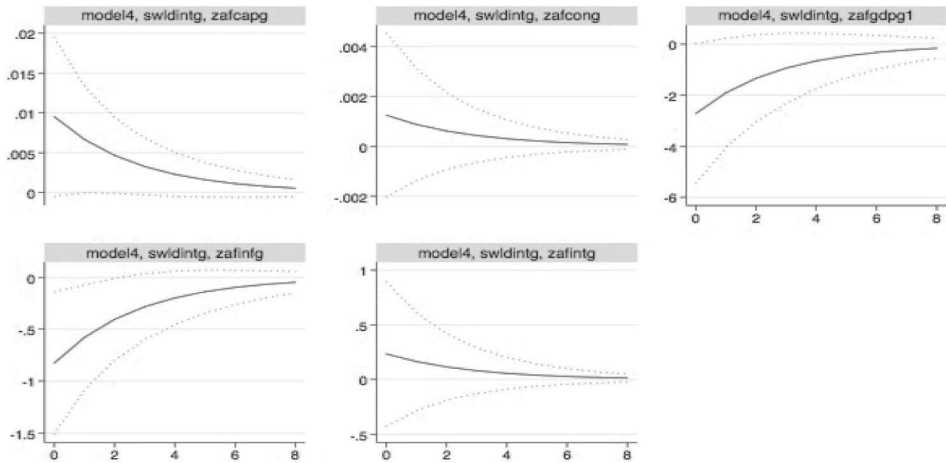 model4, swldintg, zafcapg
model4, swldintg, zafcong
model4, swldintg, zafgdpg1
.02
.015
.01
.005
0
.004
.002
0
-.002
0
-2
-4
-6
0 2 4 6 8
model4, swldintg, zafinfg
model4, swldintg, zafintg
0
-.5
-1
-1.5
0 2 4 6 8
1
.5
0
-.5
0 2 4 6 8